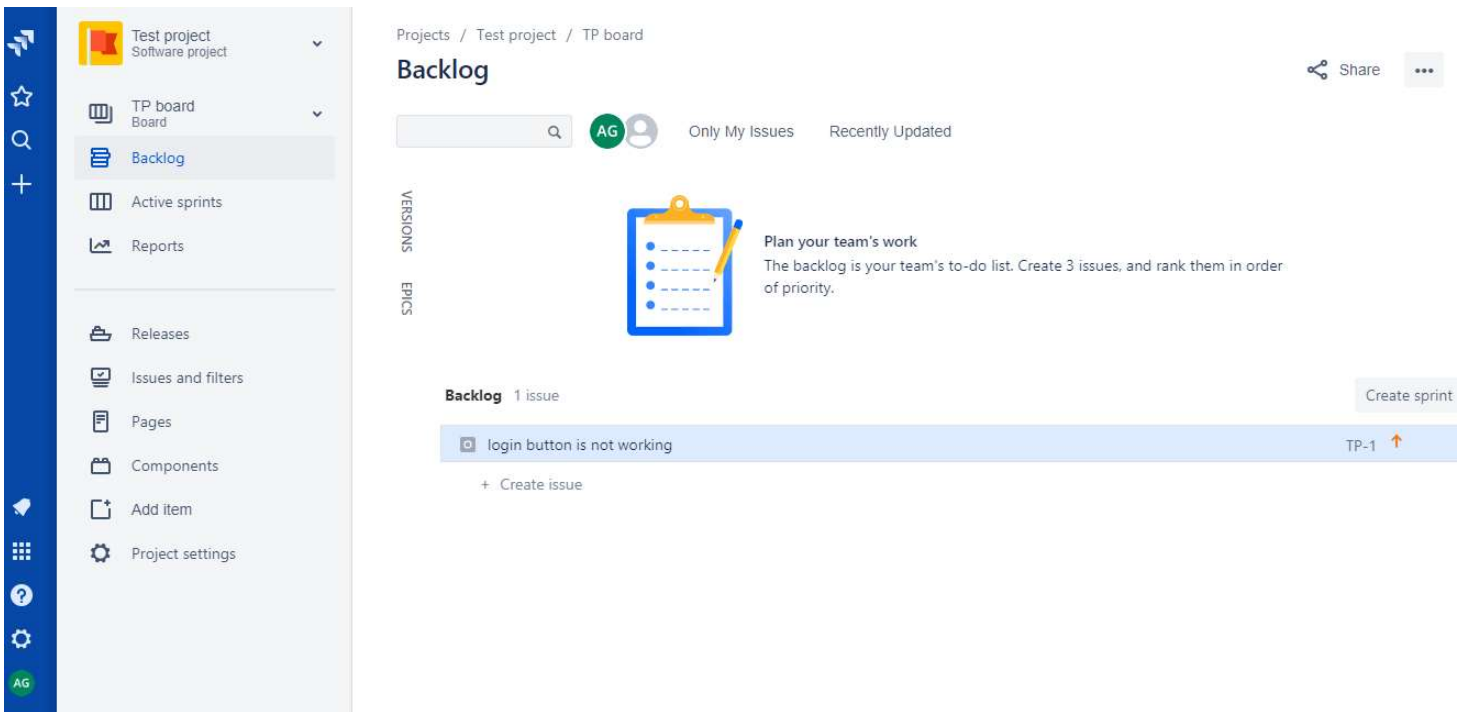 Test project
Software project
TP board
Board
Backlog
Active sprints
Reports
Releases
Issues and filters
Pages
Components
Add item
Project settings
AG
Projects / Test project / TP board
Backlog
Share
AG
Only My Issues
Recently Updated
VERSIONS
EPICS
Plan your team's work
The backlog is your team's to-do list. Create 3 issues, and rank them in order
of priority.
Backlog 1 issue
Create sprint
login button is not working
TP-1
+ Create issue